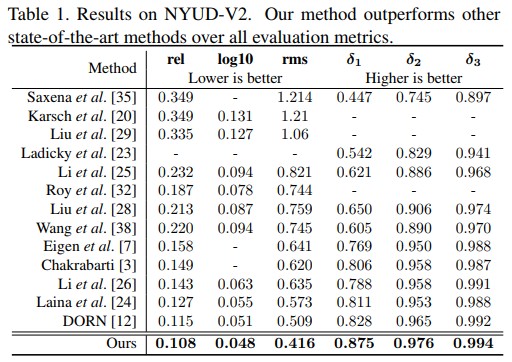 Table 1. Results on NYUD-V2. Our method outperforms other
state-of-the-art methods over all evaluation metrics.
Method rel log10 rms δ1 δ2 δ3
Lower is better Higher is better
Saxena et al. [35] 0.349 - 1.214 0.447 0.745 0.897
Karsch et al. [20] 0.349 0.131 1.21 - - -
Liu et al. [29] 0.335 0.127 1.06 - - -
Ladicky et al. [23] - - - 0.542 0.829 0.941
Li et al. [25] 0.232 0.094 0.821 0.621 0.886 0.968
Roy et al. [32] 0.187 0.078 0.744 - - -
Liu et al. [28] 0.213 0.087 0.759 0.650 0.906 0.974
Wang et al. [38] 0.220 0.094 0.745 0.605 0.890 0.970
Eigen et al. [7] 0.158 - 0.641 0.769 0.950 0.988
Chakrabarti [3] 0.149 - 0.620 0.806 0.958 0.987
Li et al. [26] 0.143 0.063 0.635 0.788 0.958 0.991
Laina et al. [24] 0.127 0.055 0.573 0.811 0.953 0.988
DORN [12] 0.115 0.051 0.509 0.828 0.965 0.992
Ours 0.108 0.048 0.416 0.875 0.976 0.994